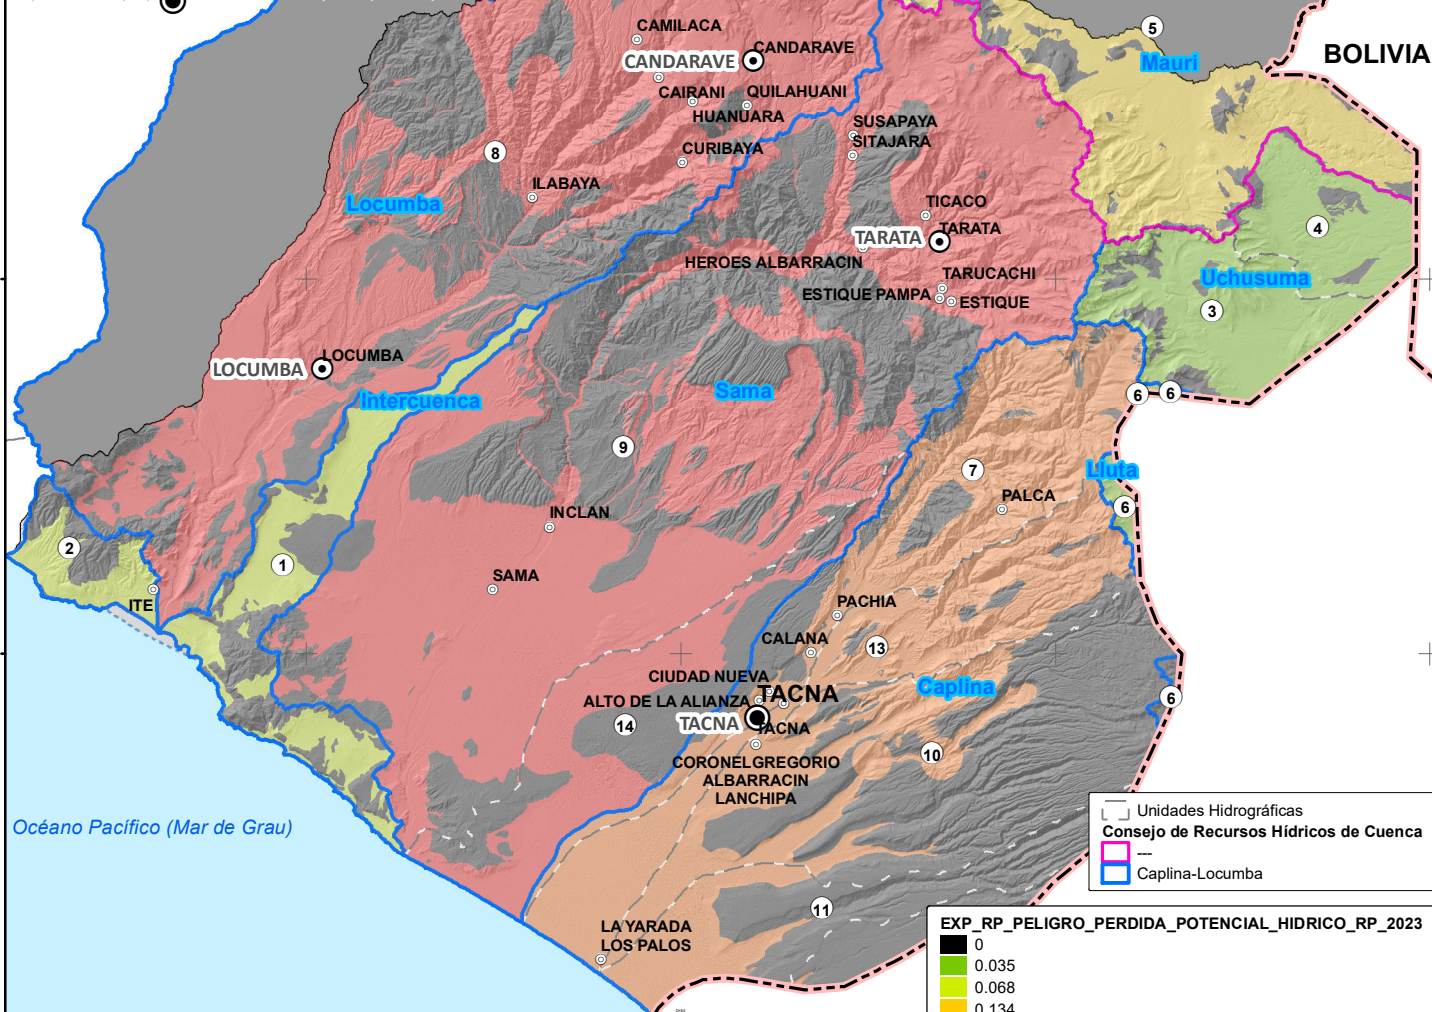 CAMILACA
5
CANDARAVE
CANDARAVE
BOLIVIA
Mauri
CAIRANI
QUILAHUANI
HUANUARA
SUSAPAYA
SITAJARA
8
CURIBAYA
ILABAYA
Locumba
TICACO
4
TARATA
TARATA
HEROES ALBARRACIN
TARUCACHI
Uchusuma
ESTIQUE PAMPA
ESTIQUE
3
LOCUMBA
LOCUMBA
Intercuenca
Sama
6
6
9
7
Lluta
PALCA
6
INCLAN
2
1
SAMA
ITE
PACHIA
CALANA
13
CIUDAD NUEVA
Caplina
ALTO DE LA ALIANZA
TACNA
6
TACNA
TACNA
14
10
CORONELGREGORIO
ALBARRACIN
LANCHIPA
Océano Pacífico (Mar de Grau)
11
LA YARADA
LOS PALOS
Unidades Hidrográficas
Consejo de Recursos Hídricos de Cuenca
---
Caplina-Locumba
EXP_RP_PELIGRO_PERDIDA_POTENCIAL_HIDRICO_RP_2023
0
0.035
0.068
0.134